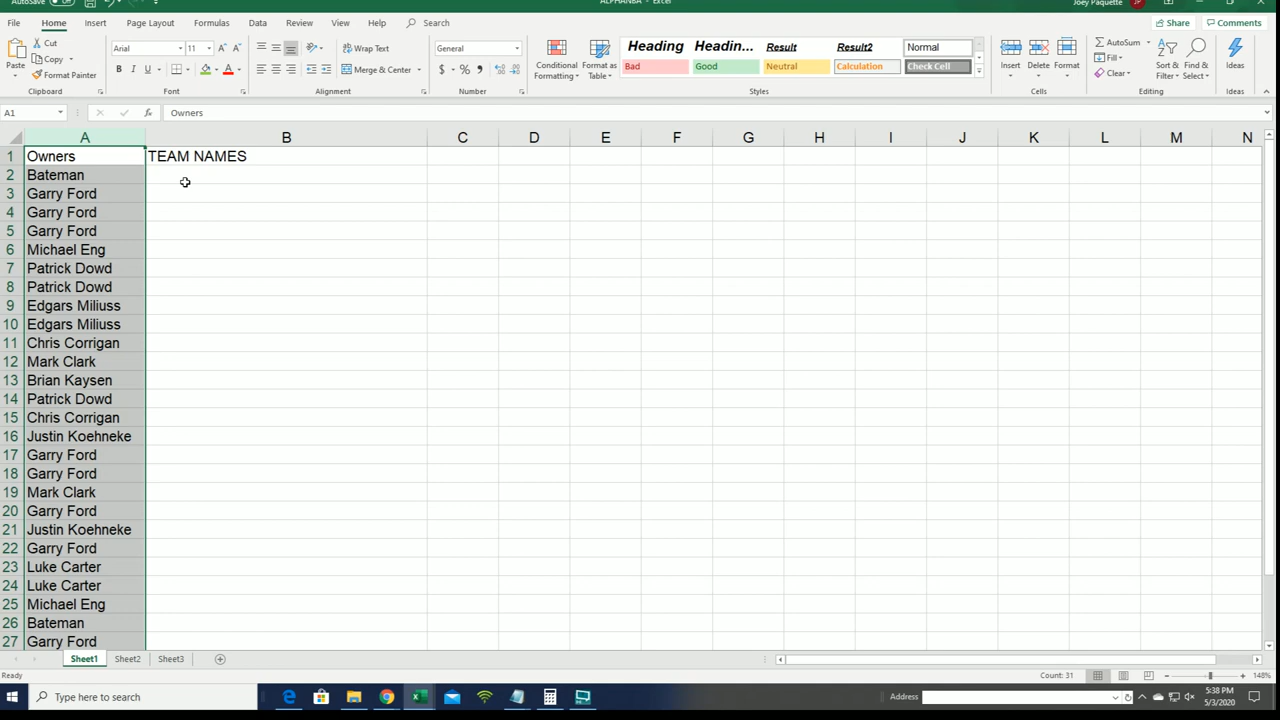 AutoSave
ALPHANBA - Excel
Joey Paquette
JP
File Home Insert Page Layout Formulas Data Review View Help Search Share Comments
Paste
Cut
Copy
Format Painter
Clipboard
Arial 11
B I U
Font
Wrap Text
Merge & Center
Alignment
General
$ %
Number
Conditional Formatting
Format as Table
Heading Headin... Result Result2 Normal
Bad Good Neutral Calculation Check Cell
Styles
Insert Delete Format
Cells
AutoSum
Fill
Clear
Sort & Filter
Find & Select
Editing
Ideas
Ideas
A1 fx Owners
A B C D E F G H I J K L M N
1 Owners TEAM NAMES
2 Bateman
3 Garry Ford
4 Garry Ford
5 Garry Ford
6 Michael Eng
7 Patrick Dowd
8 Patrick Dowd
9 Edgars Miliuss
10 Edgars Miliuss
11 Chris Corrigan
12 Mark Clark
13 Brian Kaysen
14 Patrick Dowd
15 Chris Corrigan
16 Justin Koehneke
17 Garry Ford
18 Garry Ford
19 Mark Clark
20 Garry Ford
21 Justin Koehneke
22 Garry Ford
23 Luke Carter
24 Luke Carter
25 Michael Eng
26 Bateman
27 Garry Ford
Sheet1 Sheet2 Sheet3
Ready Count: 31 148%
Type here to search
Address
5:38 PM
5/3/2020